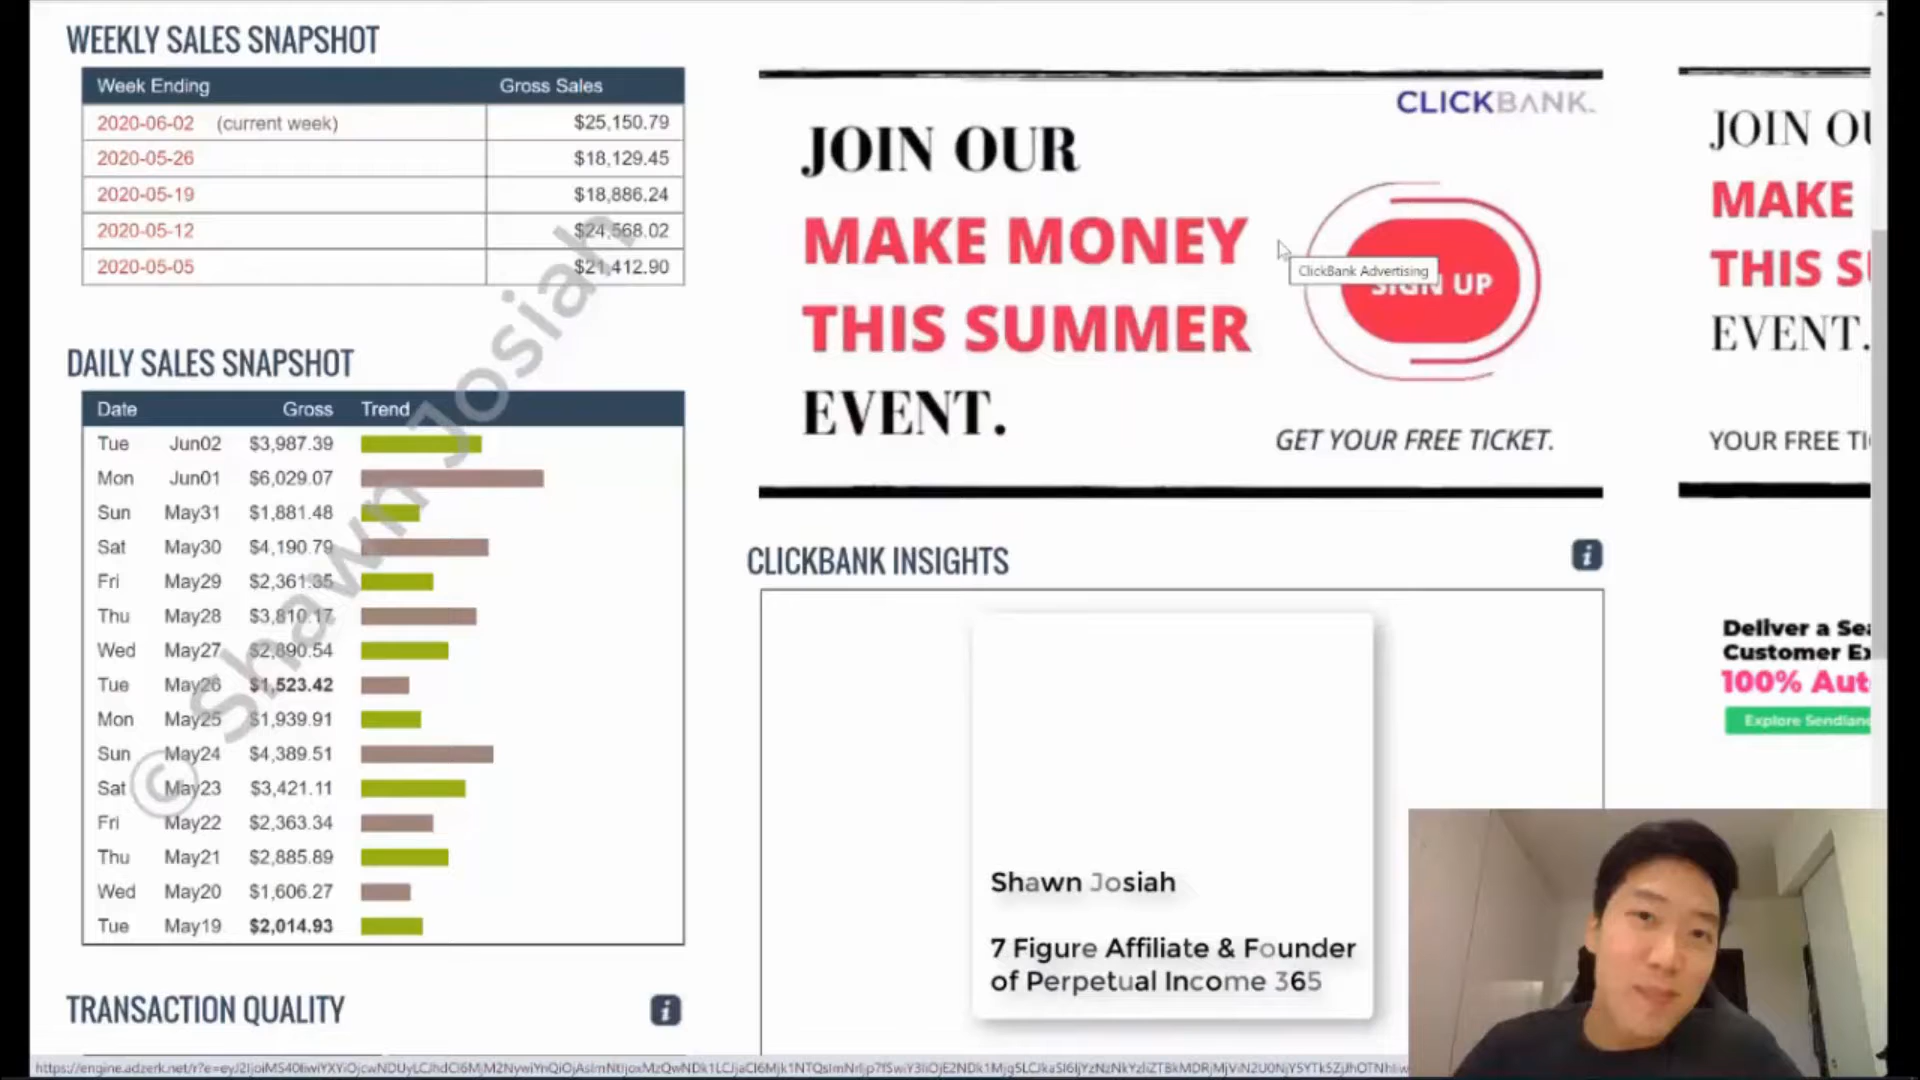 WEEKLY SALES SNAPSHOT
Week Ending Gross Sales
2020-06-02 (current week) $25,150.79
2020-05-26 $18,129.45
2020-05-19 $18,886.24
2020-05-12 $24,568.02
2020-05-05 $21,412.90
DAILY SALES SNAPSHOT
Date Gross Trend
Tue Jun02 $3,987.39
Mon Jun01 $6,029.07
Sun May31 $1,881.48
Sat May30 $4,190.79
Fri May29 $2,361.35
Thu May28 $3,810.17
Wed May27 $2,890.54
Tue May26 $1,523.42
Mon May25 $1,939.91
Sun May24 $4,389.51
Sat May23 $3,421.11
Fri May22 $2,363.34
Thu May21 $2,885.89
Wed May20 $1,606.27
Tue May19 $2,014.93
© Shawn Josiah
TRANSACTION QUALITY
CLICKBANK.
JOIN OUR
MAKE MONEY
THIS SUMMER
EVENT.
ClickBank Advertising
SIGN UP
GET YOUR FREE TICKET.
CLICKBANK INSIGHTS
Shawn Josiah
7 Figure Affiliate & Founder
of Perpetual Income 365
JOIN OU
MAKE
THIS SU
EVENT.
YOUR FREE TI
Deliver a Sea
Customer Ex
100% Aut
Explore Sendlane